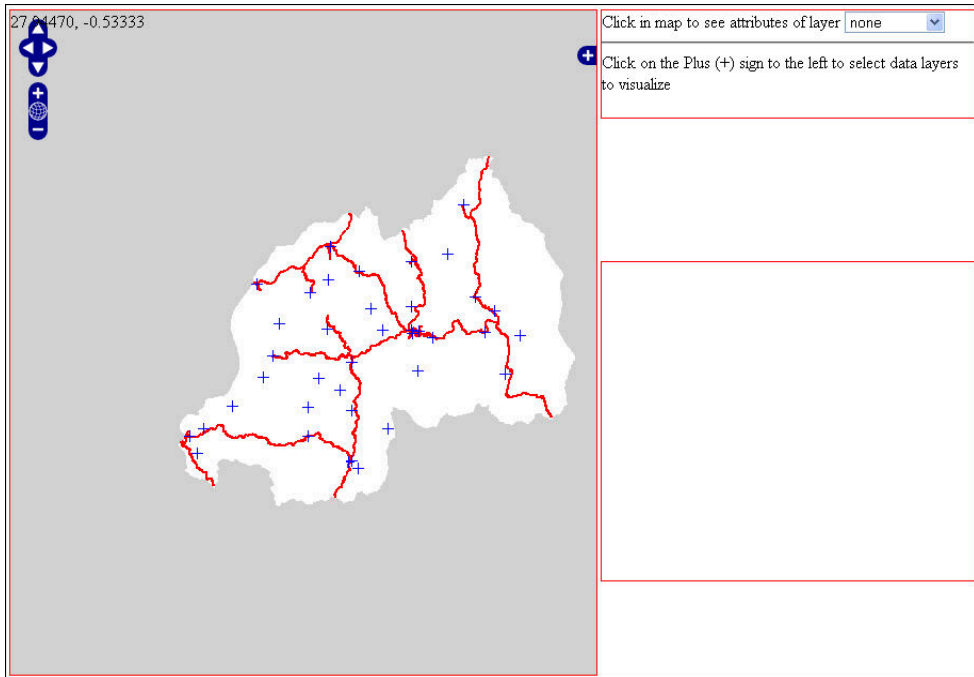 27.94470, -0.53333
Click in map to see attributes of layer none
Click on the Plus (+) sign to the left to select data layers
to visualize